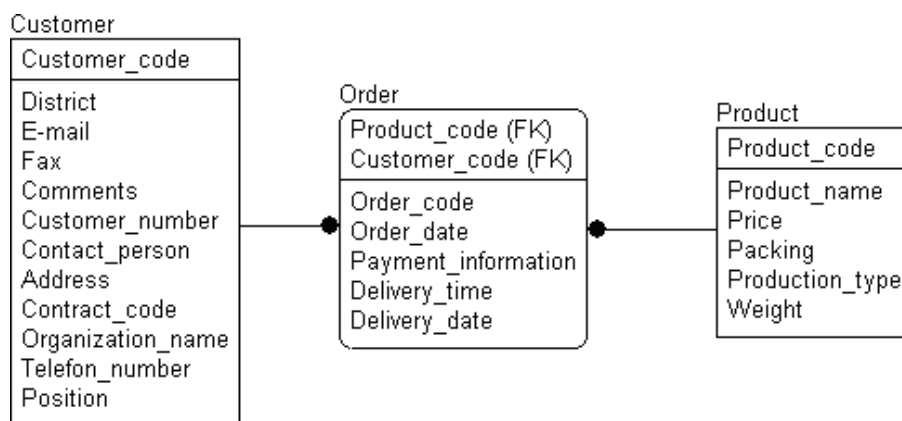 Customer
Customer_code
District
E-mail
Fax
Comments
Customer_number
Contact_person
Address
Contract_code
Organization_name
Telefon_number
Position
Order
Product_code (FK)
Customer_code (FK)
Order_code
Order_date
Payment_information
Delivery_time
Delivery_date
Product
Product_code
Product_name
Price
Packing
Production_type
Weight